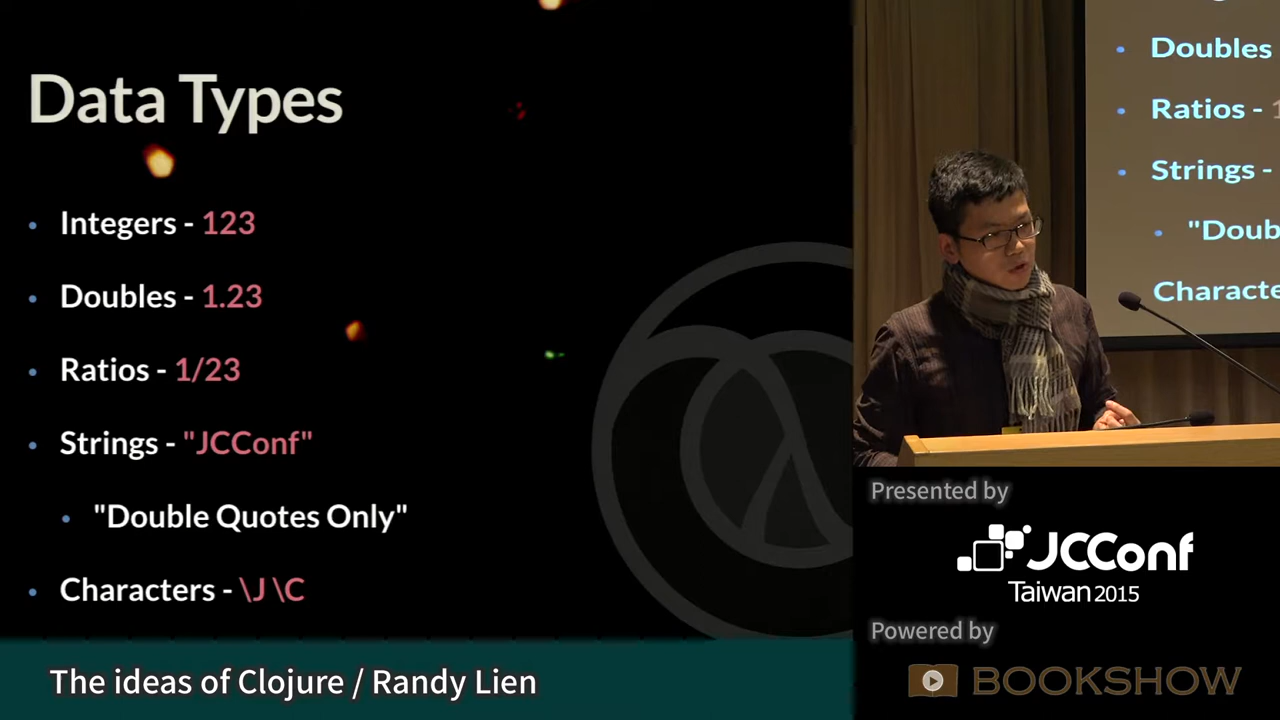 Data Types
Integers - 123
Doubles - 1.23
Ratios - 1/23
Strings - "JCConf"
"Double Quotes Only"
Characters - \J \C
The ideas of Clojure / Randy Lien
Doubles
Ratios - 1
Strings -
"Doub
Characte
Presented by
JCConf
Taiwan 2015
Powered by
BOOKSHOW